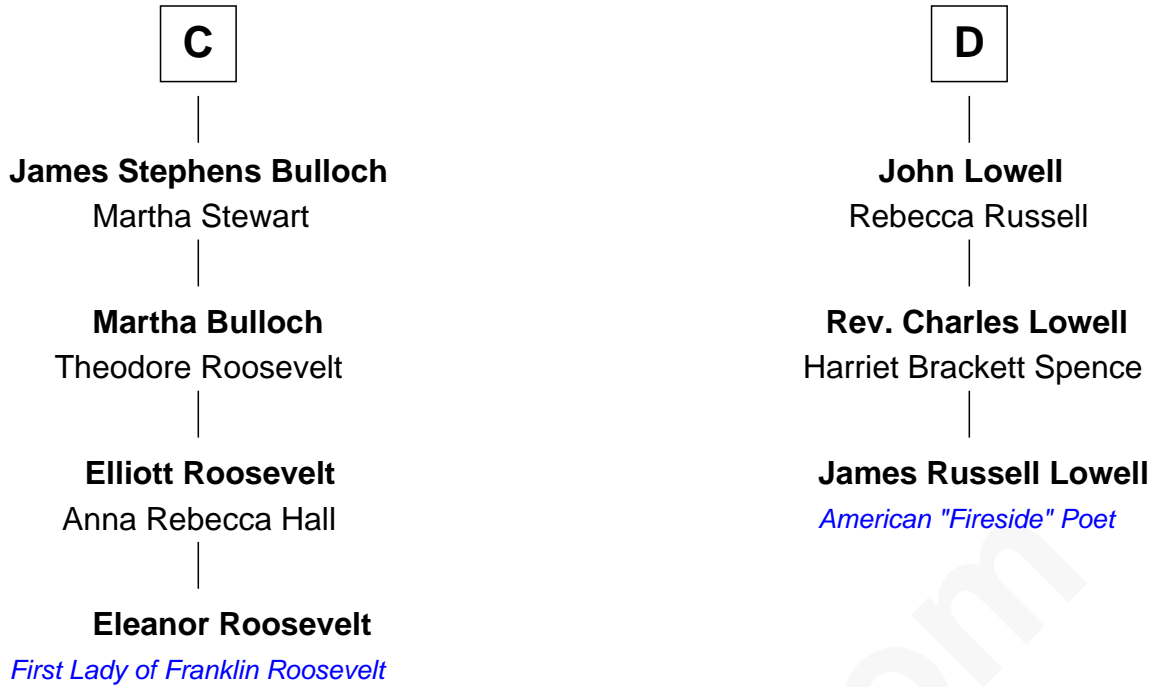 C
James Stephens Bulloch
Martha Stewart
Martha Bulloch
Theodore Roosevelt
Elliott Roosevelt
Anna Rebecca Hall
Eleanor Roosevelt
First Lady of Franklin Roosevelt
D
John Lowell
Rebecca Russell
Rev. Charles Lowell
Harriet Brackett Spence
James Russell Lowell
American "Fireside" Poet
om